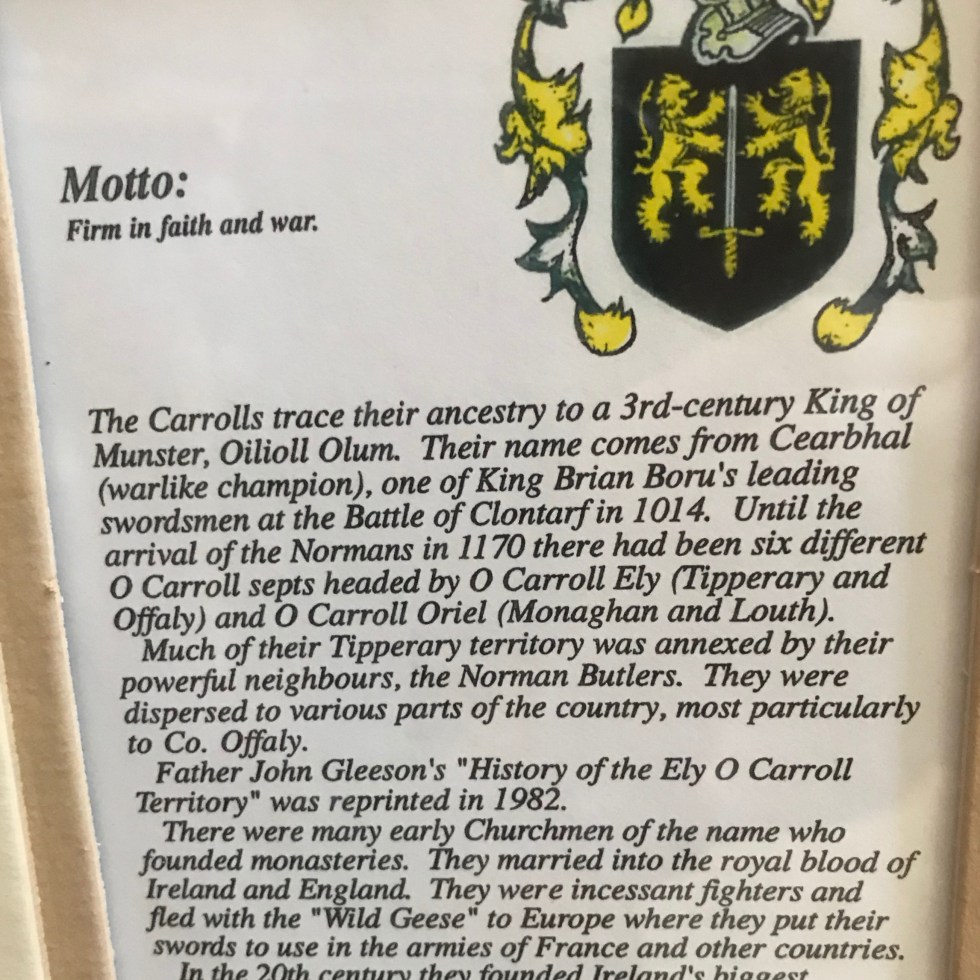 Motto:
Firm in faith and war.
The Carrolls trace their ancestry to a 3rd-century King of
Munster, Oilioll Olum. Their name comes from Cearbhal
(warlike champion), one of King Brian Boru's leading
swordsmen at the Battle of Clontarf in 1014. Until the
arrival of the Normans in 1170 there had been six different
O Carroll septs headed by O Carroll Ely (Tipperary and
Offaly) and O Carroll Oriel (Monaghan and Louth).
Much of their Tipperary territory was annexed by their
powerful neighbours, the Norman Butlers. They were
dispersed to various parts of the country, most particularly
to Co. Offaly.
Father John Gleeson's "History of the Ely O Carroll
Territory" was reprinted in 1982.
There were many early Churchmen of the name who
founded monasteries. They married into the royal blood of
Ireland and England. They were incessant fighters and
fled with the "Wild Geese" to Europe where they put their
swords to use in the armies of France and other countries.
In the 20th century they founded Ireland's biggest